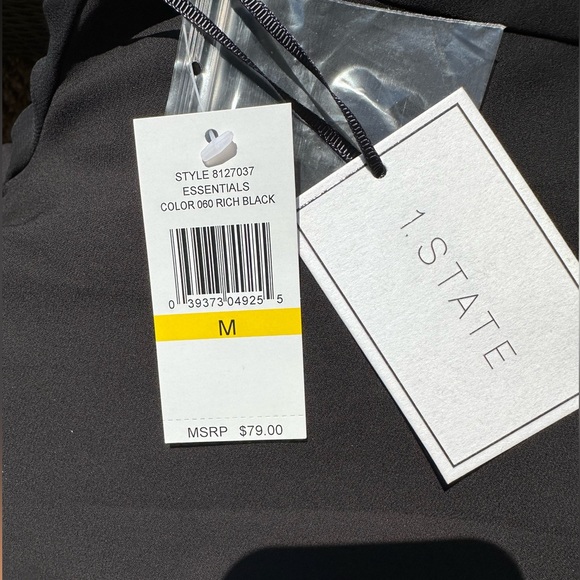 STYLE 8127037
ESSENTIALS
COLOR 060 RICH BLACK
0 39373 04925 5
M
MSRP $79.00
1.STATE